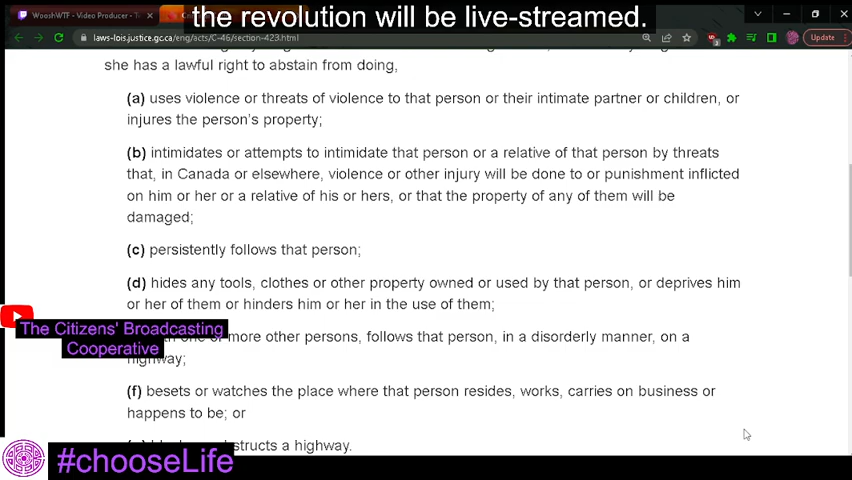 the revolution will be live-streamed.
WooshWTF - Video Producer - T
laws-lois.justice.gc.ca/eng/acts/C-46/section-423.html
Update
she has a lawful right to abstain from doing,
(a) uses violence or threats of violence to that person or their intimate partner or children, or
injures the person's property;
(b) intimidates or attempts to intimidate that person or a relative of that person by threats
that, in Canada or elsewhere, violence or other injury will be done to or punishment inflicted
on him or her or a relative of his or hers, or that the property of any of them will be
damaged;
(c) persistently follows that person;
(d) hides any tools, clothes or other property owned or used by that person, or deprives him
or her of them or hinders him or her in the use of them;
The Citizens' Broadcasting
Cooperative
one or more other persons, follows that person, in a disorderly manner, on a
highway;
(f) besets or watches the place where that person resides, works, carries on business or
happens to be; or
structs a highway.
#chooseLife